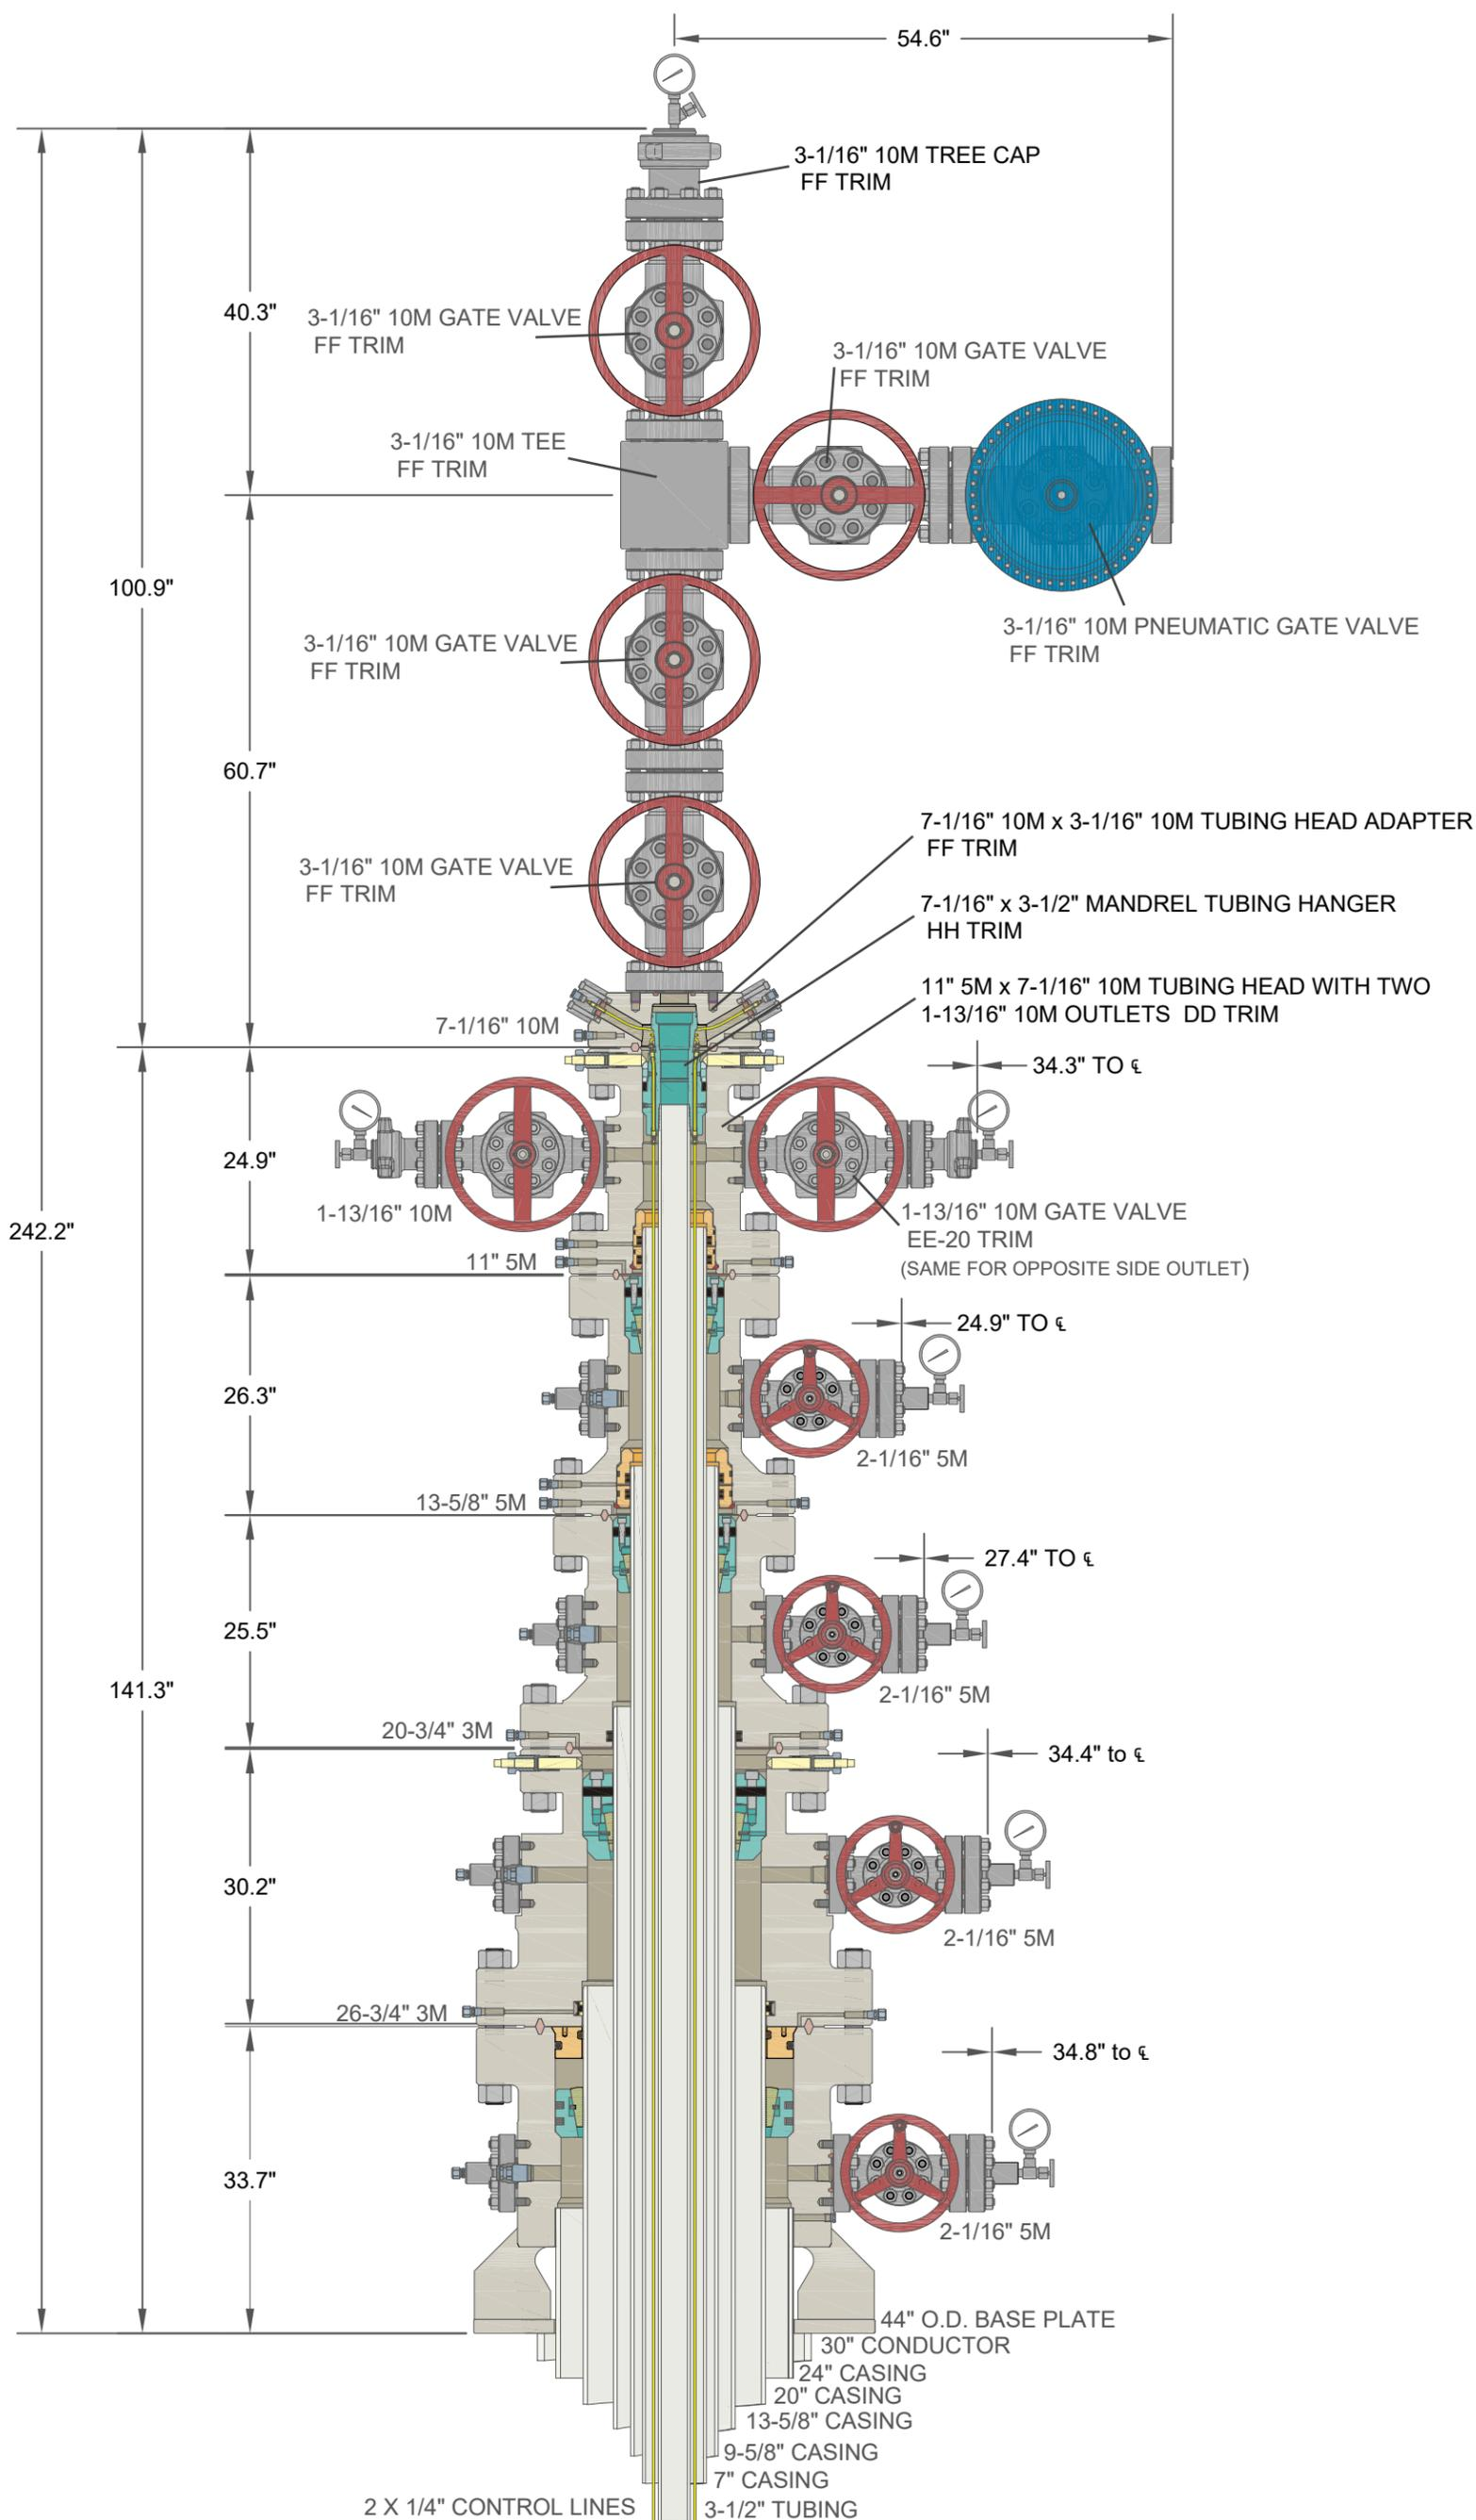 54.6"
3-1/16" 10M TREE CAP
FF TRIM
40.3"
3-1/16" 10M GATE VALVE
FF TRIM
3-1/16" 10M GATE VALVE
FF TRIM
3-1/16" 10M TEE
FF TRIM
100.9"
3-1/16" 10M PNEUMATIC GATE VALVE
FF TRIM
3-1/16" 10M GATE VALVE
FF TRIM
60.7"
7-1/16" 10M x 3-1/16" 10M TUBING HEAD ADAPTER
FF TRIM
3-1/16" 10M GATE VALVE
FF TRIM
7-1/16" x 3-1/2" MANDREL TUBING HANGER
HH TRIM
11" 5M x 7-1/16" 10M TUBING HEAD WITH TWO
1-13/16" 10M OUTLETS DD TRIM
7-1/16" 10M
34.3" TO ℄
24.9"
1-13/16" 10M
1-13/16" 10M GATE VALVE
EE-20 TRIM
(SAME FOR OPPOSITE SIDE OUTLET)
242.2"
11" 5M
24.9" TO ℄
26.3"
2-1/16" 5M
13-5/8" 5M
27.4" TO ℄
25.5"
141.3"
2-1/16" 5M
20-3/4" 3M
34.4" to ℄
30.2"
2-1/16" 5M
26-3/4" 3M
34.8" to ℄
33.7"
2-1/16" 5M
44" O.D. BASE PLATE
30" CONDUCTOR
24" CASING
20" CASING
13-5/8" CASING
9-5/8" CASING
7" CASING
2 X 1/4" CONTROL LINES
3-1/2" TUBING